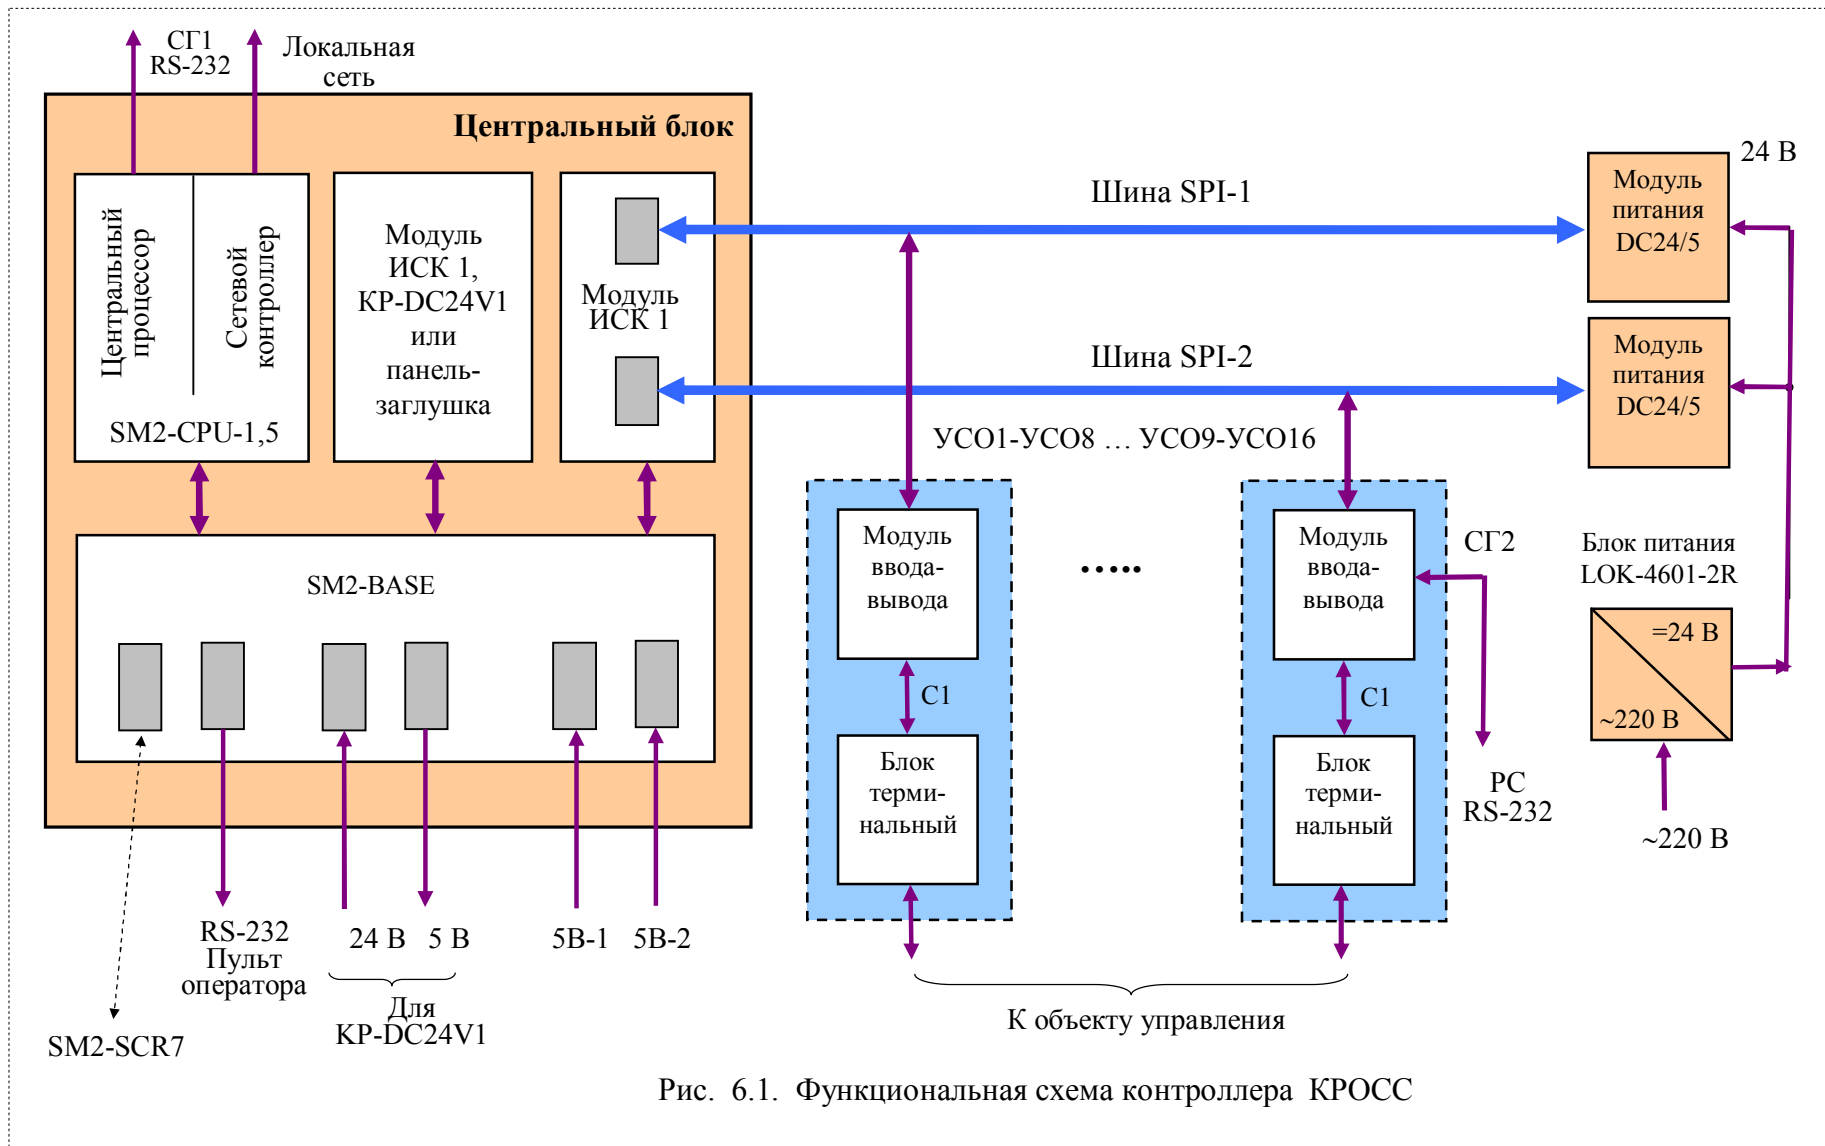 СГ1
RS-232
Локальная
сеть
Центральный блок
Центральный
процессор
Сетевой
контроллер
SM2-CPU-1,5
Модуль
ИСК 1,
КР-DC24V1
или
панель-
заглушка
Модуль
ИСК 1
SM2-BASE
Шина SPI-1
Шина SPI-2
УСО1-УСО8 … УСО9-УСО16
24 В
Модуль
питания
DC24/5
Модуль
питания
DC24/5
Модуль
ввода-
вывода
С1
Блок
терми-
нальный
.....
Модуль
ввода-
вывода
С1
Блок
терми-
нальный
СГ2
PC
RS-232
Блок питания
LOK-4601-2R
=24 В
~220 В
~220 В
RS-232
Пульт
оператора
24 В
5 В
Для
KP-DC24V1
5В-1
5В-2
SM2-SCR7
К объекту управления
Рис. 6.1. Функциональная схема контроллера КРОСС